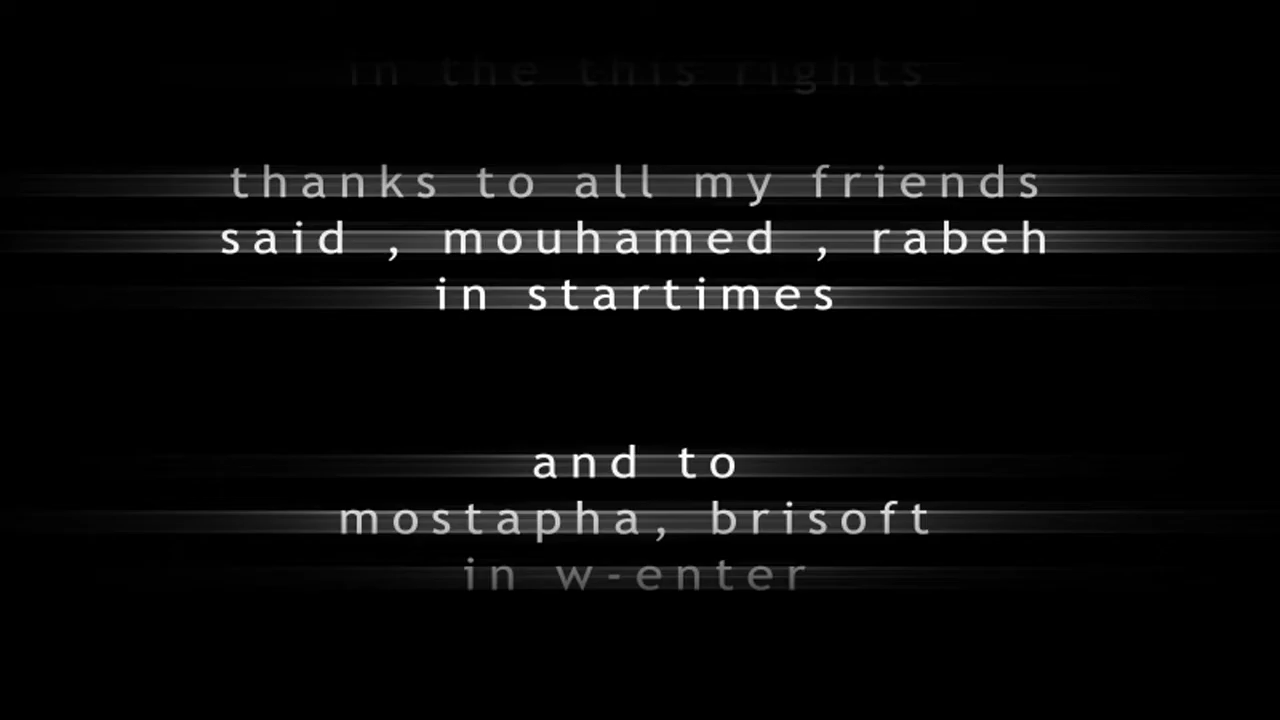 in the this rights
thanks to all my friends
said , mouhamed , rabeh
in startimes
and to
mostapha, brisoft
in w-enter